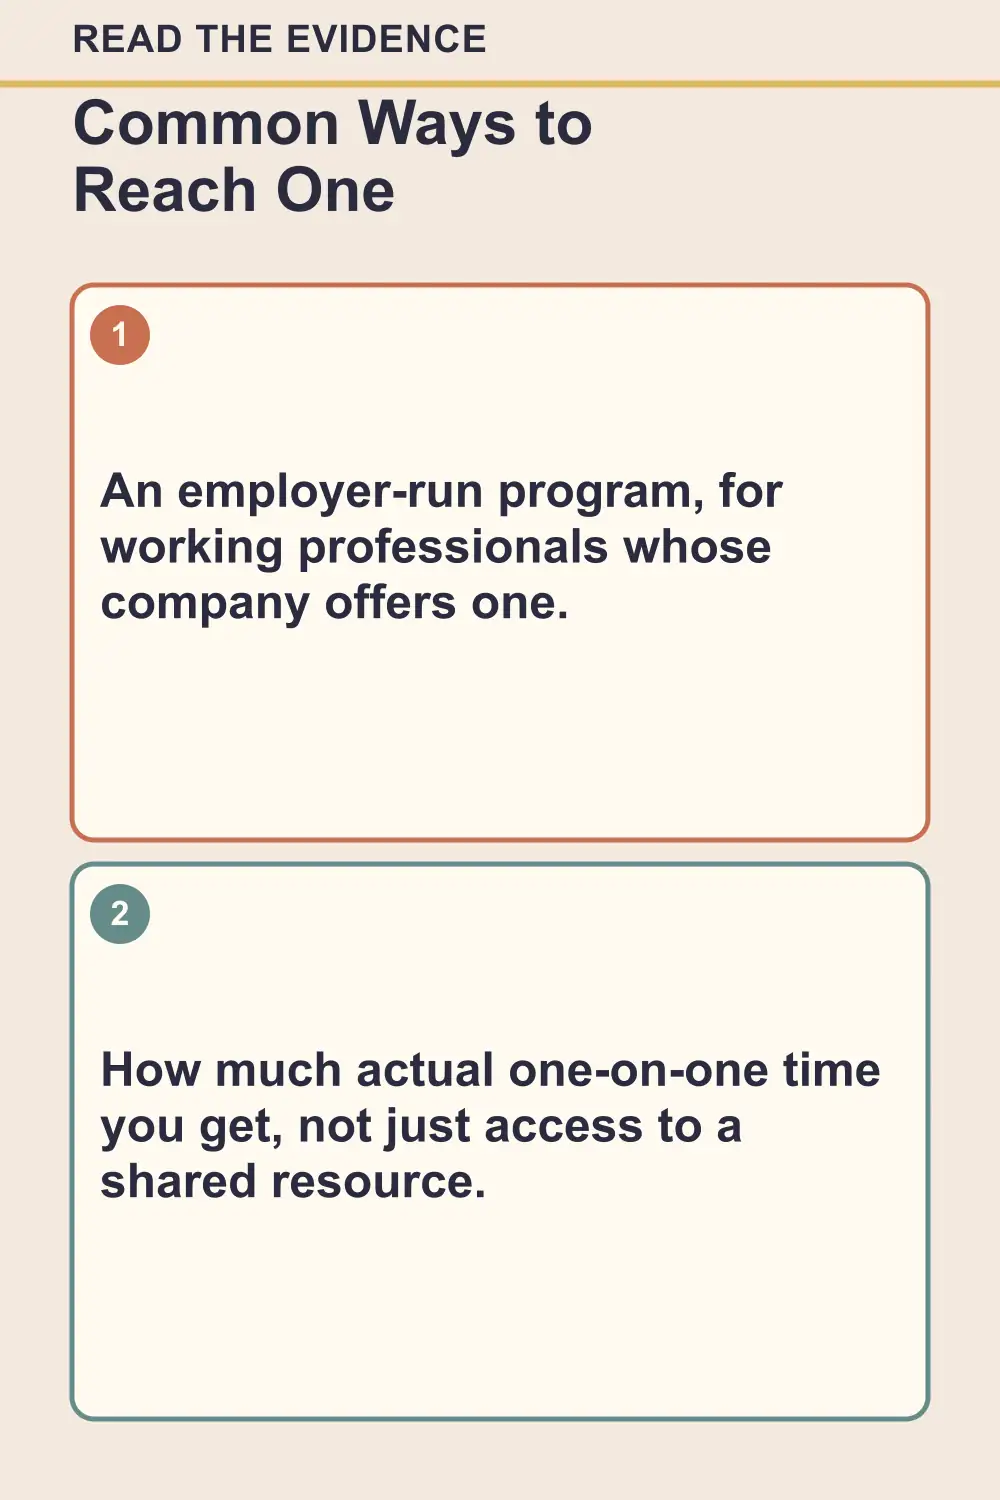 READ THE EVIDENCE
Common Ways to
Reach One
1
An employer-run program, for
working professionals whose
company offers one.
2
How much actual one-on-one time
you get, not just access to a
shared resource.